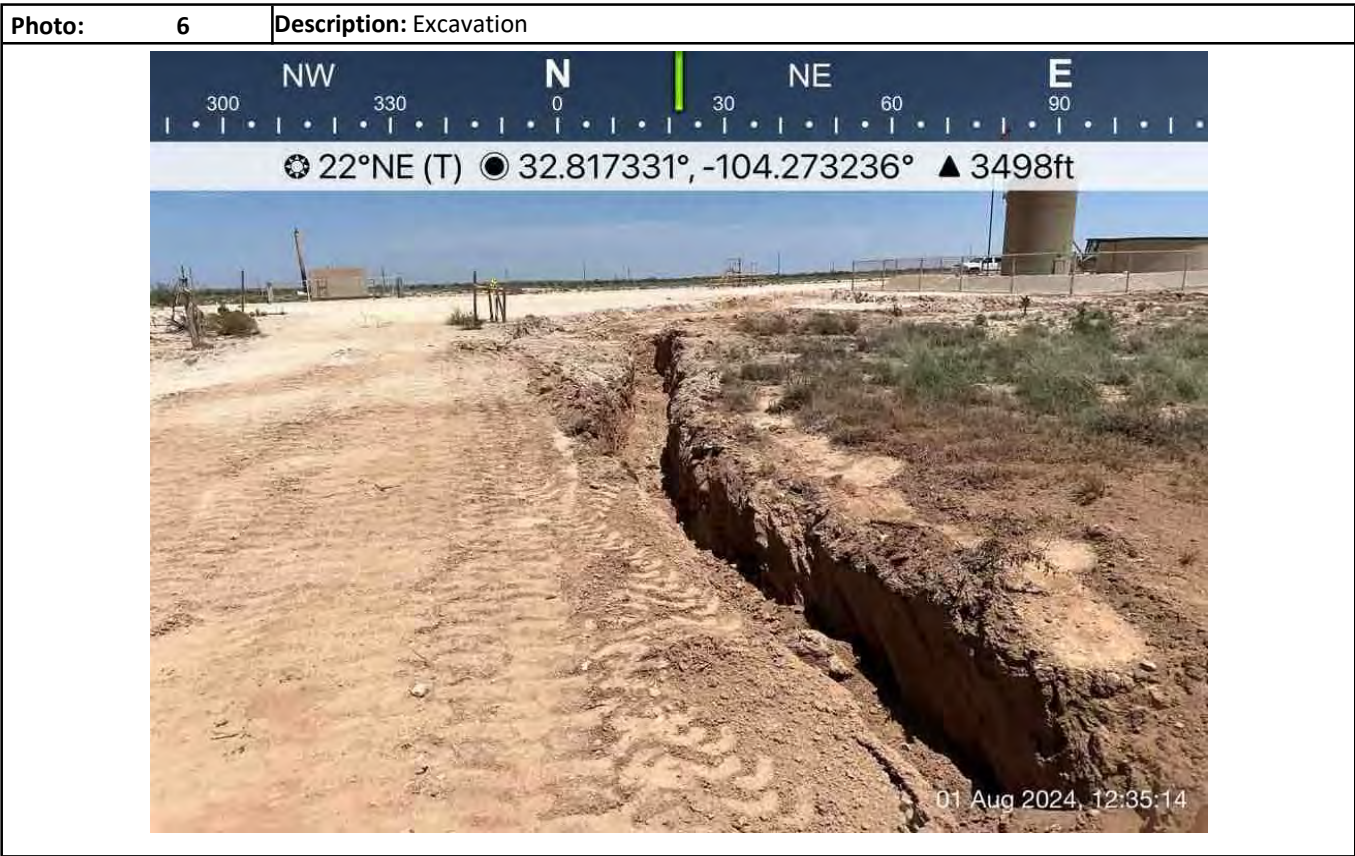 Photo: 6 Description: Excavation
NW N NE E
300 330 0 30 60 90
22°NE (T) 32.817331°, -104.273236° ▲ 3498ft
01 Aug 2024, 12:35:14